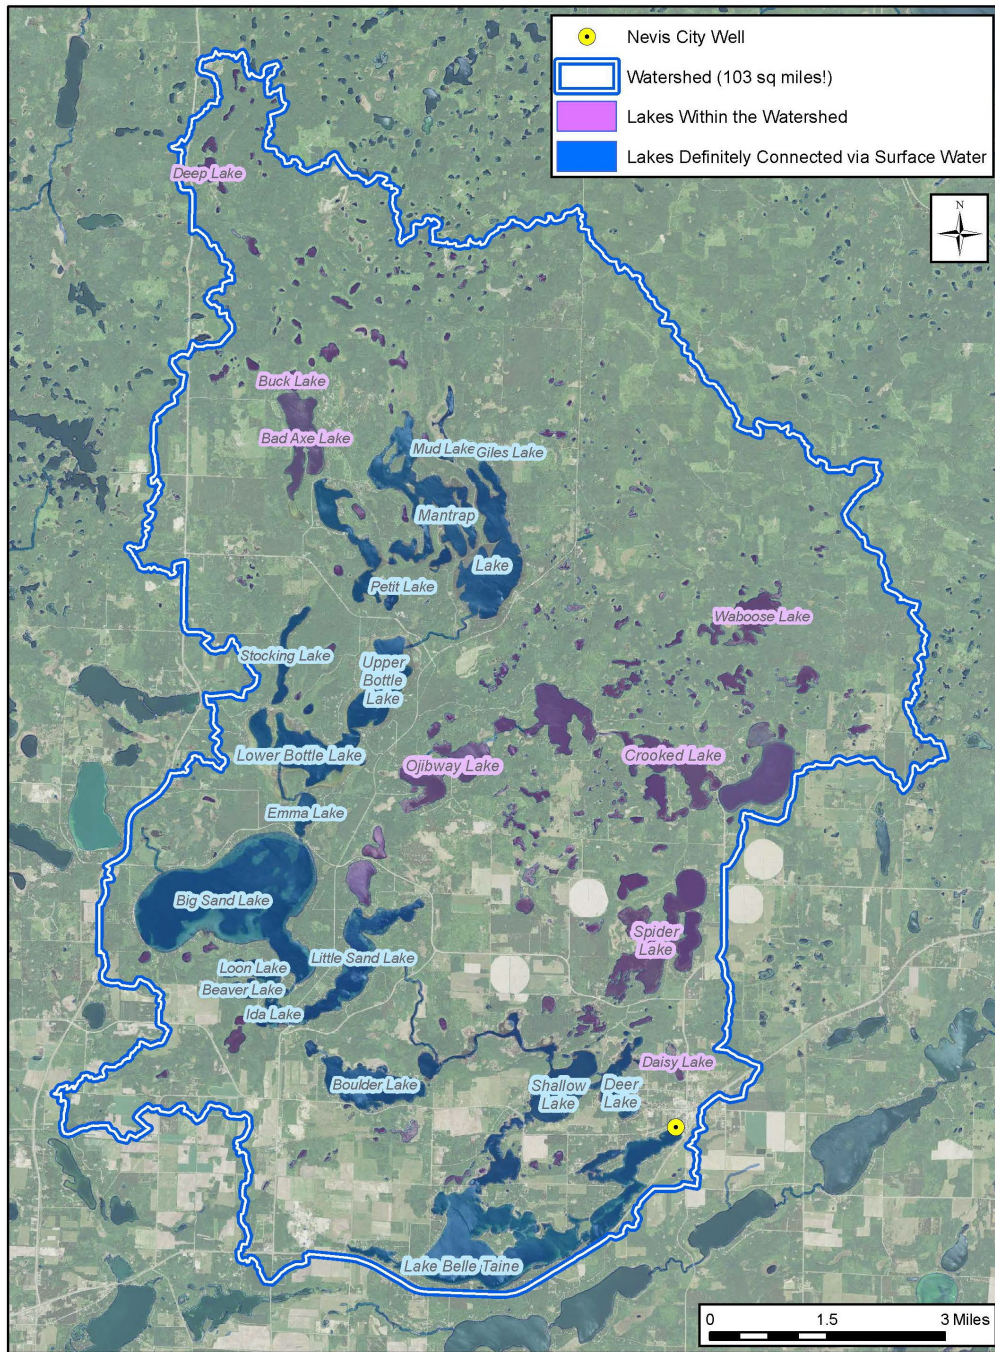 Nevis City Well
Watershed (103 sq miles!)
Lakes Within the Watershed
Lakes Definitely Connected via Surface Water
N
Deep Lake
Buck Lake
Bad Axe Lake
Mud Lake
Giles Lake
Mantrap
Lake
Petit Lake
Waboose Lake
Stocking Lake
Upper
Bottle
Lake
Lower Bottle Lake
Ojibway Lake
Crooked Lake
Emma Lake
Big Sand Lake
Spider
Lake
Little Sand Lake
Loon Lake
Beaver Lake
Ida Lake
Daisy Lake
Boulder Lake
Shallow
Lake
Deer
Lake
Lake Belle Taine
0 1.5 3 Miles